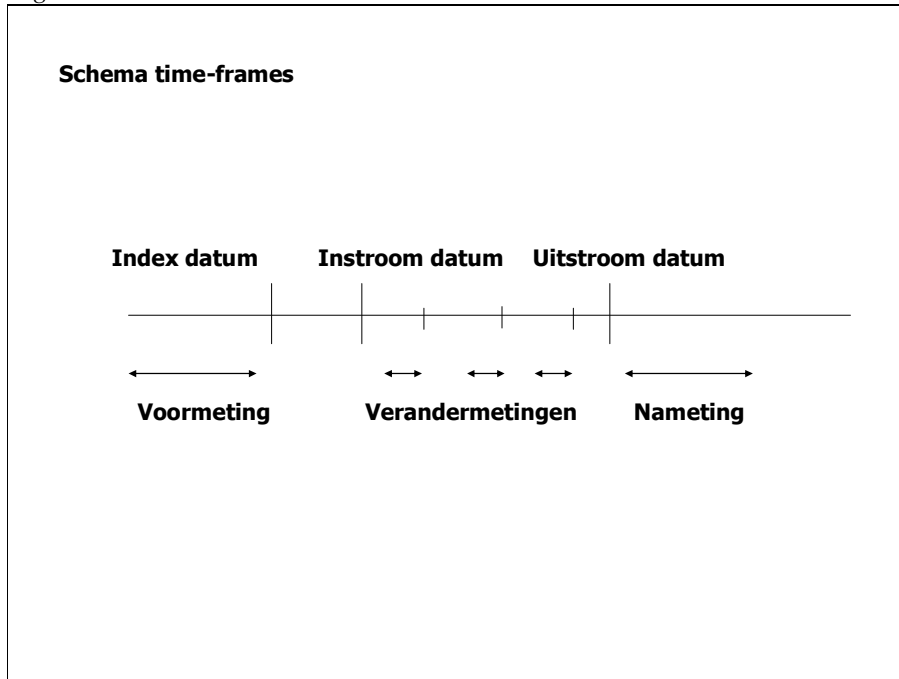 Schema time-frames
Index datum Instroom datum Uitstroom datum
Voormeting Verandermetingen Nameting